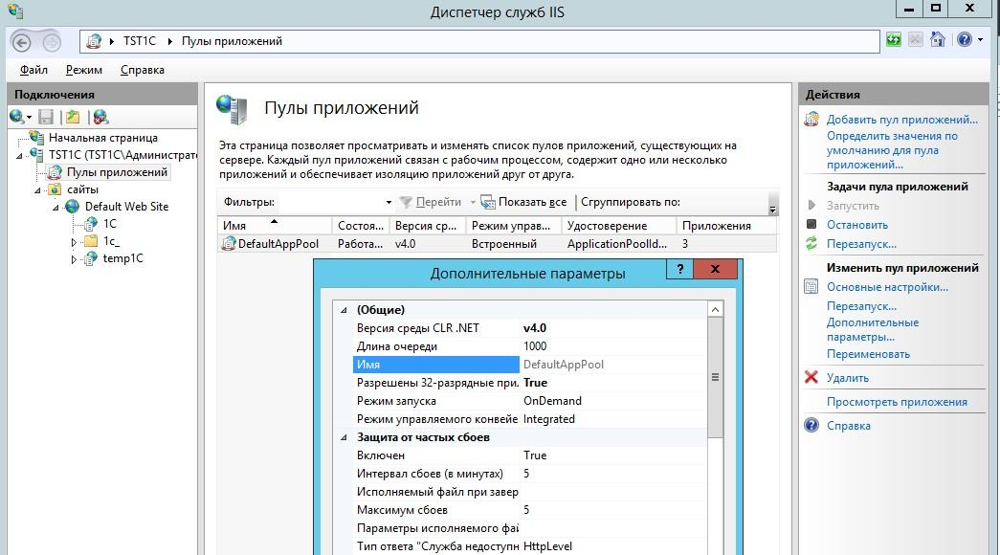 Диспетчер служб IIS
TST1C
Пулы приложений
Файл Режим Справка
Подключения
Начальная страница
TST1C (TST1C\Администрат
Пулы приложений
сайты
Default Web Site
1C
1c_
temp1C
Пулы приложений
Эта страница позволяет просматривать и изменять список пулов приложений, существующих на
сервере. Каждый пул приложений связан с рабочим процессом, содержит одно или несколько
приложений и обеспечивает изоляцию приложений друг от друга.
Фильтры: Перейти Показать все Сгруппировать по:
Имя Состоя... Версия ср... Режим управ... Удостоверение Приложения
DefaultAppPool Работа... v4.0 Встроенный ApplicationPoolId... 3
Дополнительные параметры ? x
(Общие)
Версия среды CLR .NET v4.0
Длина очереди 1000
Имя DefaultAppPool
Разрешены 32-разрядные при. True
Режим запуска OnDemand
Режим управляемого конвейе Integrated
Защита от частых сбоев
Включен True
Интервал сбоев (в минутах) 5
Исполняемый файл при завер
Максимум сбоев 5
Параметры исполняемого фай
Тип ответа "Служба недоступн HttpLevel
Действия
Добавить пул приложений...
Определить значения по
умолчанию для пула
приложений...
Задачи пула приложений
Запустить
Остановить
Перезапуск...
Изменить пул приложений
Основные настройки...
Перезапуск...
Дополнительные
параметры...
Переименовать
Удалить
Просмотреть приложения
Справка